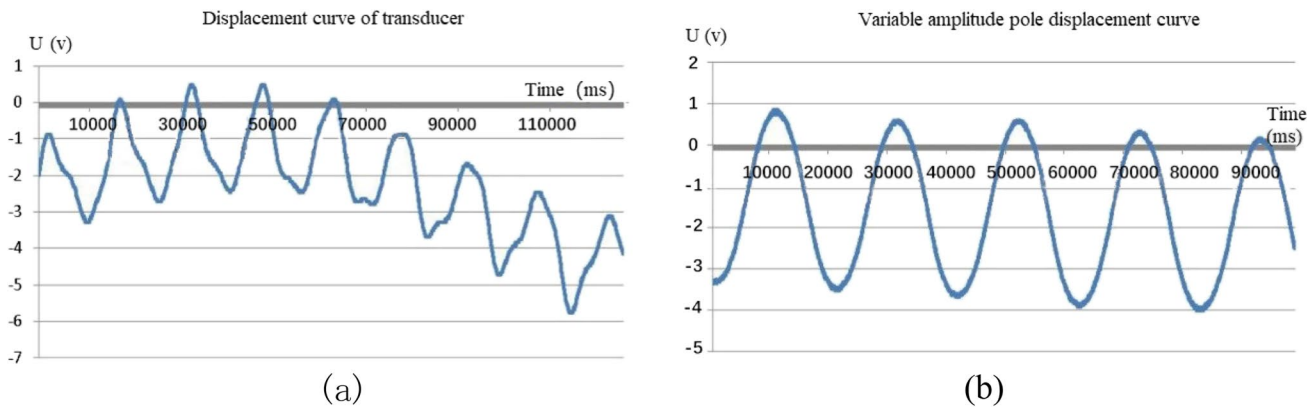 Displacement curve of transducer
U (v)
1
0
-1
-2
-3
-4
-5
-6
-7
Time (ms)
10000 30000 50000 70000 90000 110000
(a)
Variable amplitude pole displacement curve
U (v)
2
1
0
-1
-2
-3
-4
-5
Time
(ms)
10000 20000 30000 40000 50000 60000 70000 80000 90000
(b)